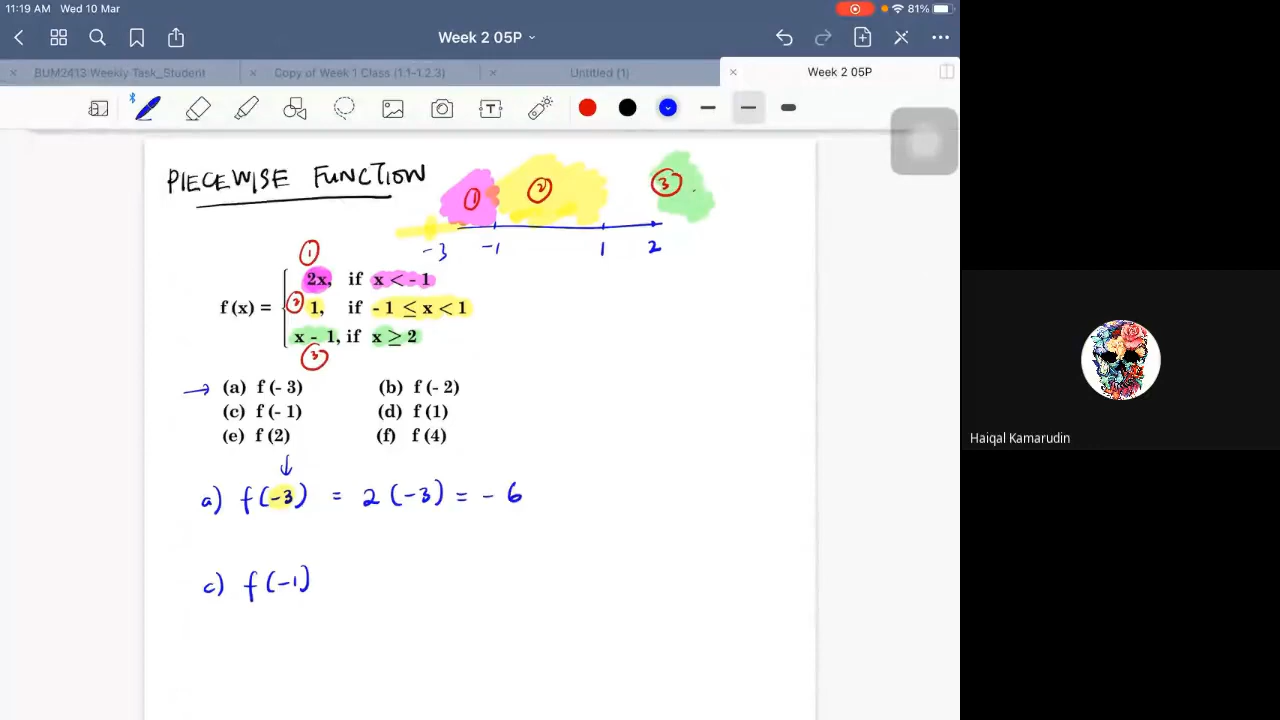 11:19 AM Wed 10 Mar
81%
Week 2 05P
BUM2413 Weekly Task_Student
Copy of Week 1 Class (1.1-1.2.3)
Untitled (1)
Week 2 05P
PIECEWISE FUNCTION
① ② ③
-3 -1 1 2
①
2x, if x < - 1
f (x) = ② 1, if - 1 ≤ x < 1
x - 1, if x ≥ 2
③
→ (a) f (- 3) (b) f (- 2)
(c) f (- 1) (d) f (1)
(e) f (2) (f) f (4)
↓
a) f(-3) = 2 (-3) = - 6
c) f(-1)
Haiqal Kamarudin